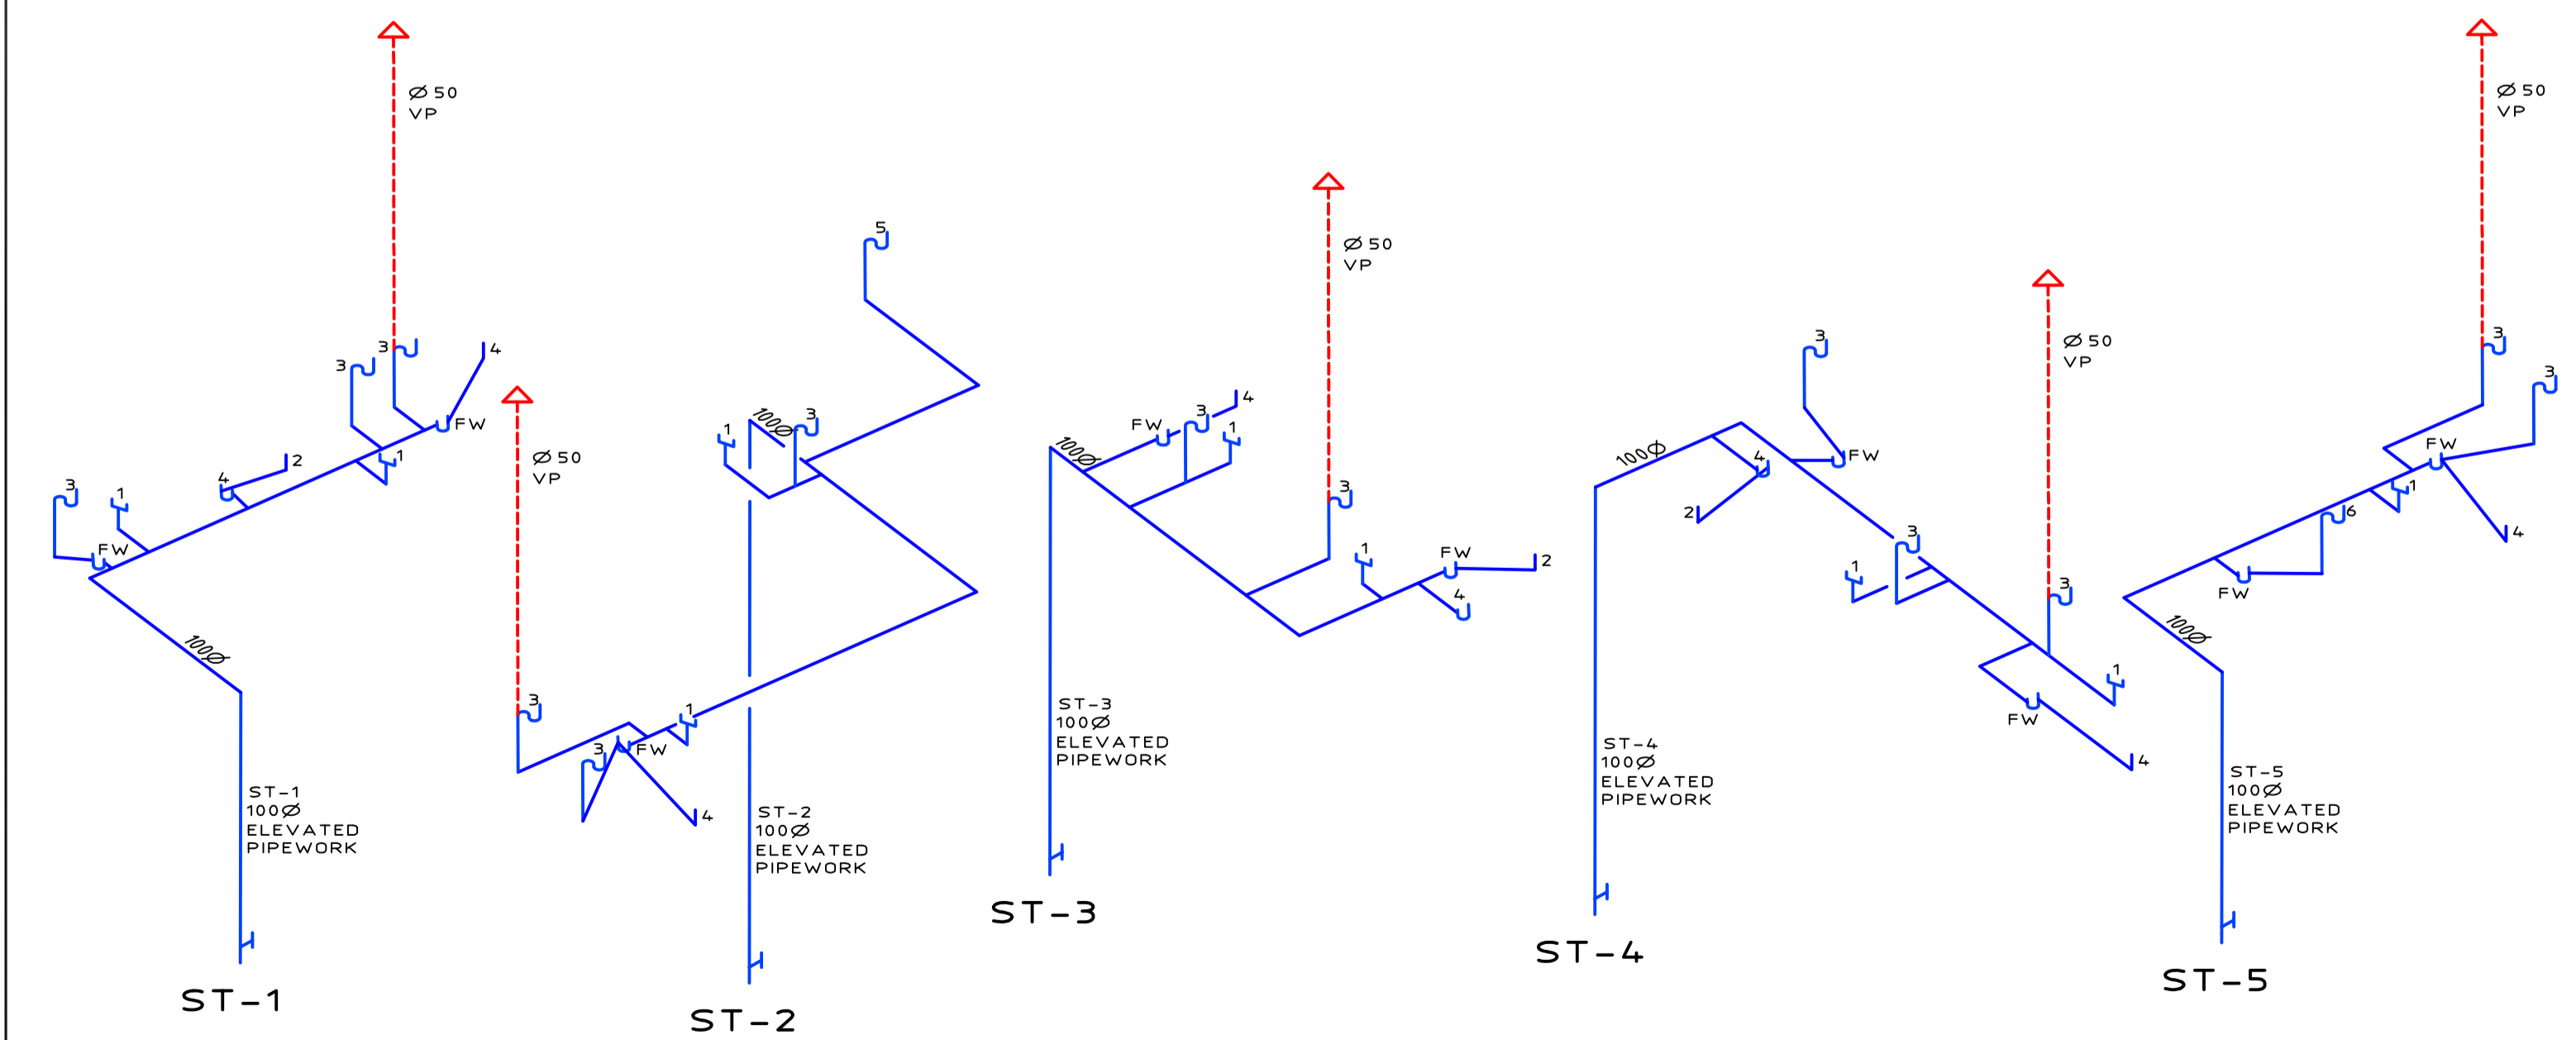 Ø 50
VP
3
3
4
FW
1
2
4
3
1
FW
100Ø
ST-1
100Ø
ELEVATED
PIPEWORK
ST-1
5
100Ø
3
1
Ø 50
VP
3
1
3
FW
4
ST-2
100Ø
ELEVATED
PIPEWORK
ST-2
Ø 50
VP
4
3
FW
1
100Ø
3
1
FW
2
4
ST-3
100Ø
ELEVATED
PIPEWORK
ST-3
Ø 50
VP
3
100Ø
4
FW
2
3
1
3
1
FW
4
ST-4
100Ø
ELEVATED
PIPEWORK
ST-4
Ø 50
VP
3
3
FW
1
6
4
FW
100Ø
ST-5
100Ø
ELEVATED
PIPEWORK
ST-5